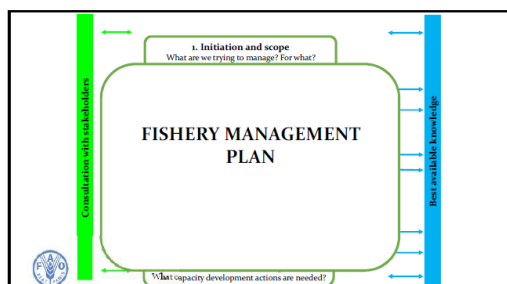 1. Initiation and scope
What are we trying to manage? For what?
Consultation with stakeholders
FISHERY MANAGEMENT
PLAN
Best available knowledge
F A O
What capacity development actions are needed?